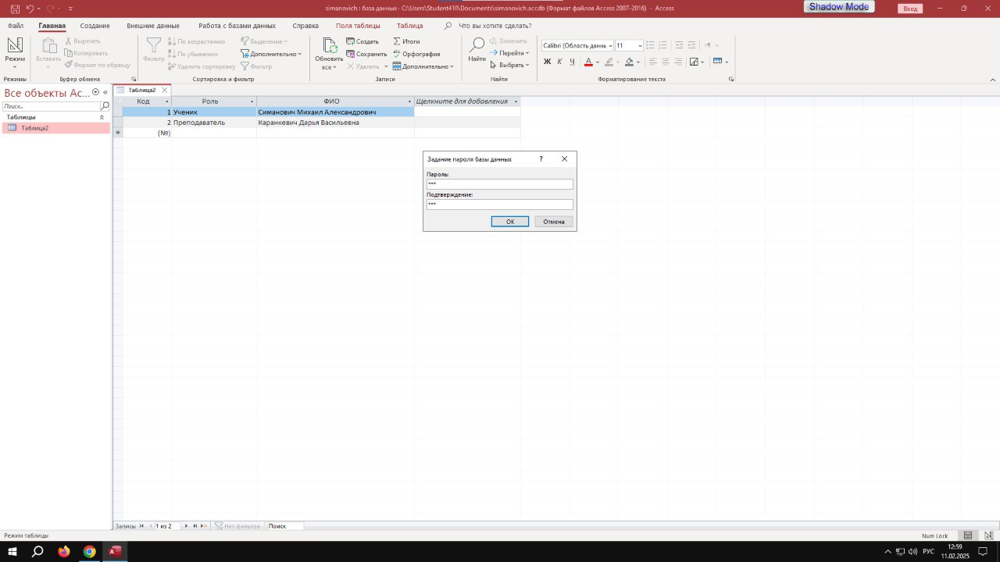 simanovich : база данных- C:\Users\Student410\Documents\simanovich.accdb (Формат файлов Access 2007–2016) - Access
Shadow Mode
Вход
Файл Главная Создание Внешние данные Работа с базами данных Справка Поля таблицы Таблица Что вы хотите сделать?
Режим
Режимы
Вставить
Вырезать
Копировать
Формат по образцу
Буфер обмена
Фильтр
По возрастанию
По убыванию
Удалить сортировку
Выделение
Дополнительно
Фильтр
Сортировка и фильтр
Обновить
все
Создать
Сохранить
Удалить
Итоги
Орфография
Дополнительно
Записи
Найти
Заменить
Перейти
Выбрать
Найти
Calibri (Область данн 11
Ж К Ч
Форматирование текста
Все объекты Ac...
Поиск...
Таблицы
Таблица2
Таблица2
Код Роль ФИО Щелкните для добавления
1 Ученик Симанович Михаил Александрович
2 Преподаватель Каранкевич Дарья Васильевна
(№)
Задание пароля базы данных ?
Пароль:
***
Подтверждение:
***
ОК Отмена
Запись: 1 из 2 Нет фильтра Поиск
Режим таблицы
Num Lock
РУС
12:59
11.02.2025